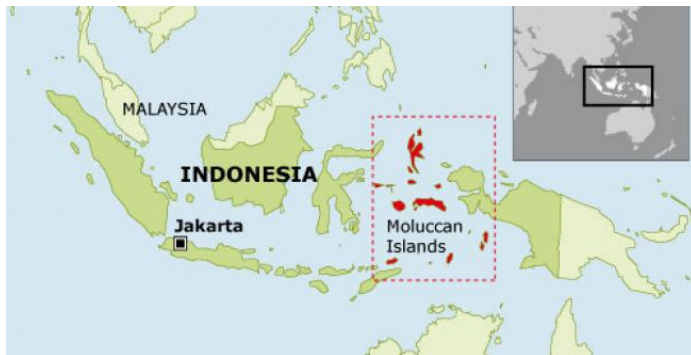 MALAYSIA
INDONESIA
Jakarta
Moluccan
Islands